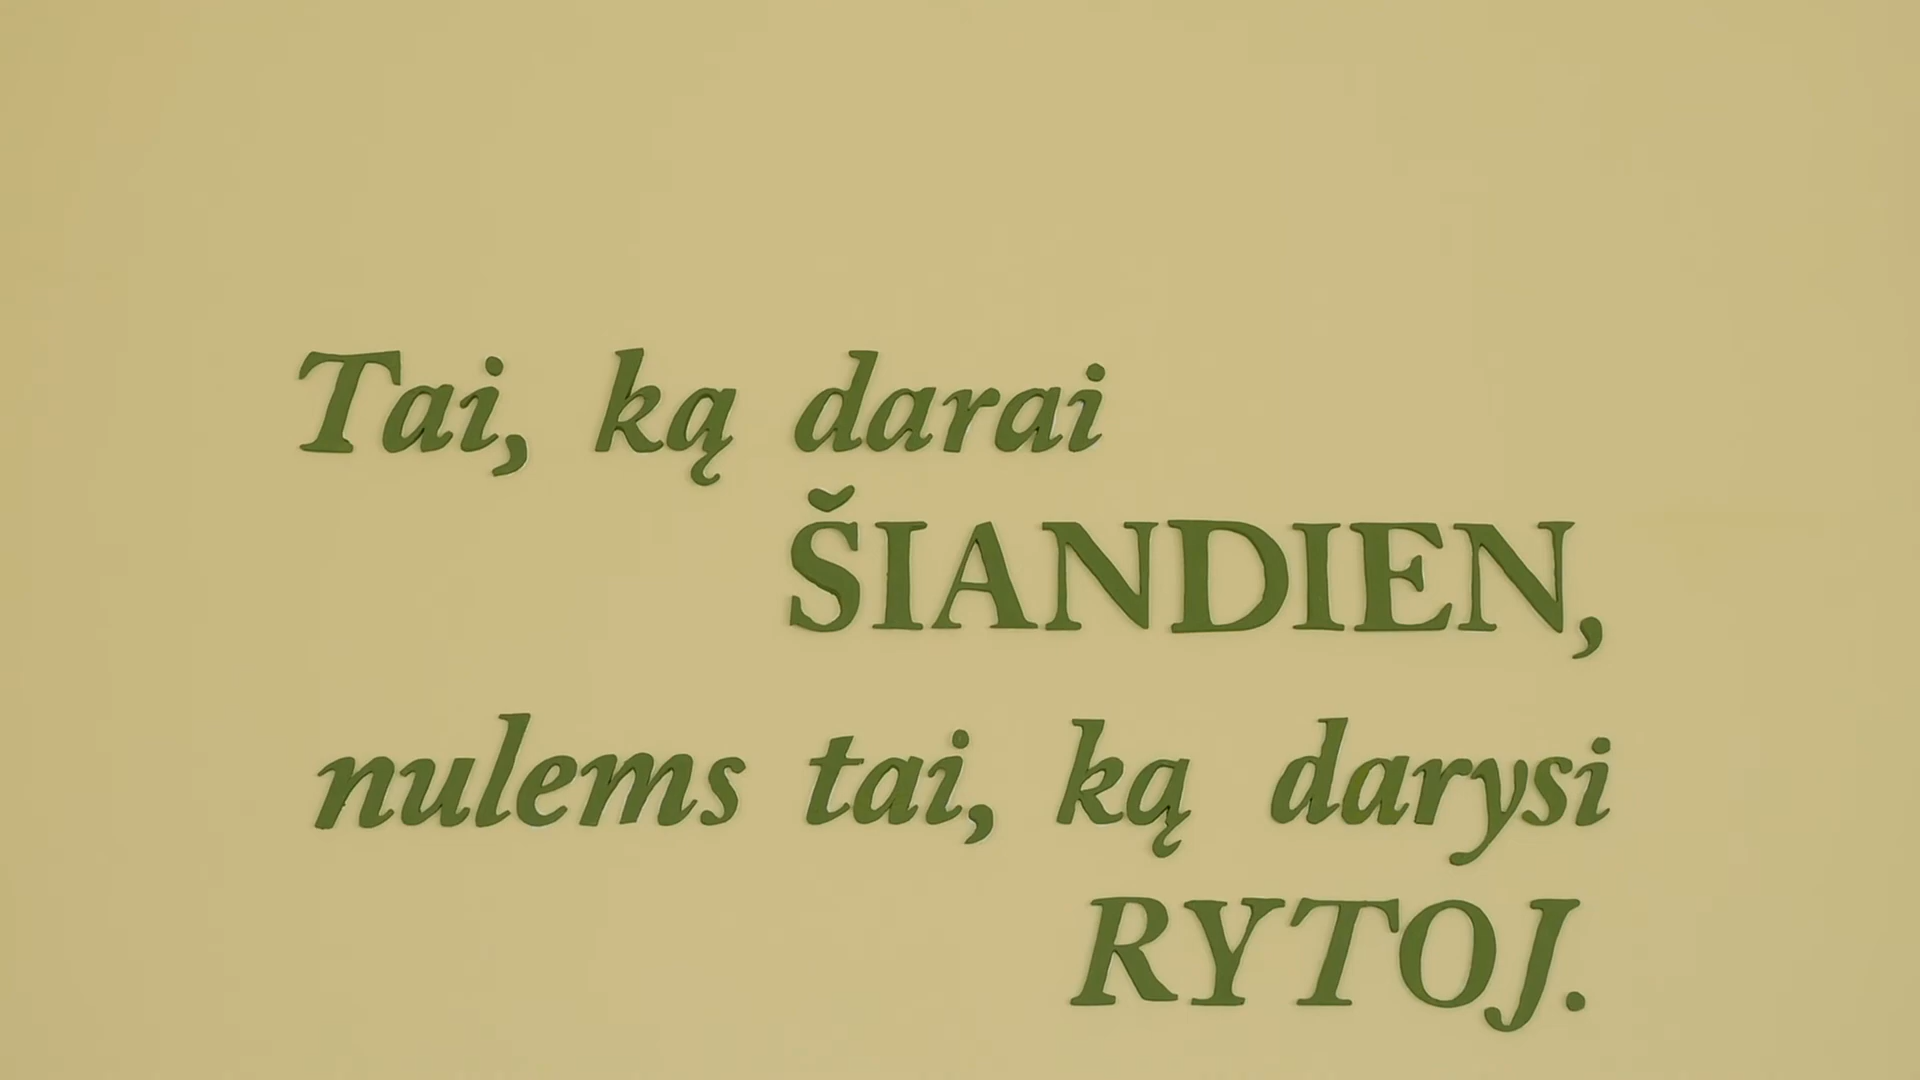 Tai, ką darai
ŠIANDIEN,
nulems tai, ką darysi
RYTOJ.